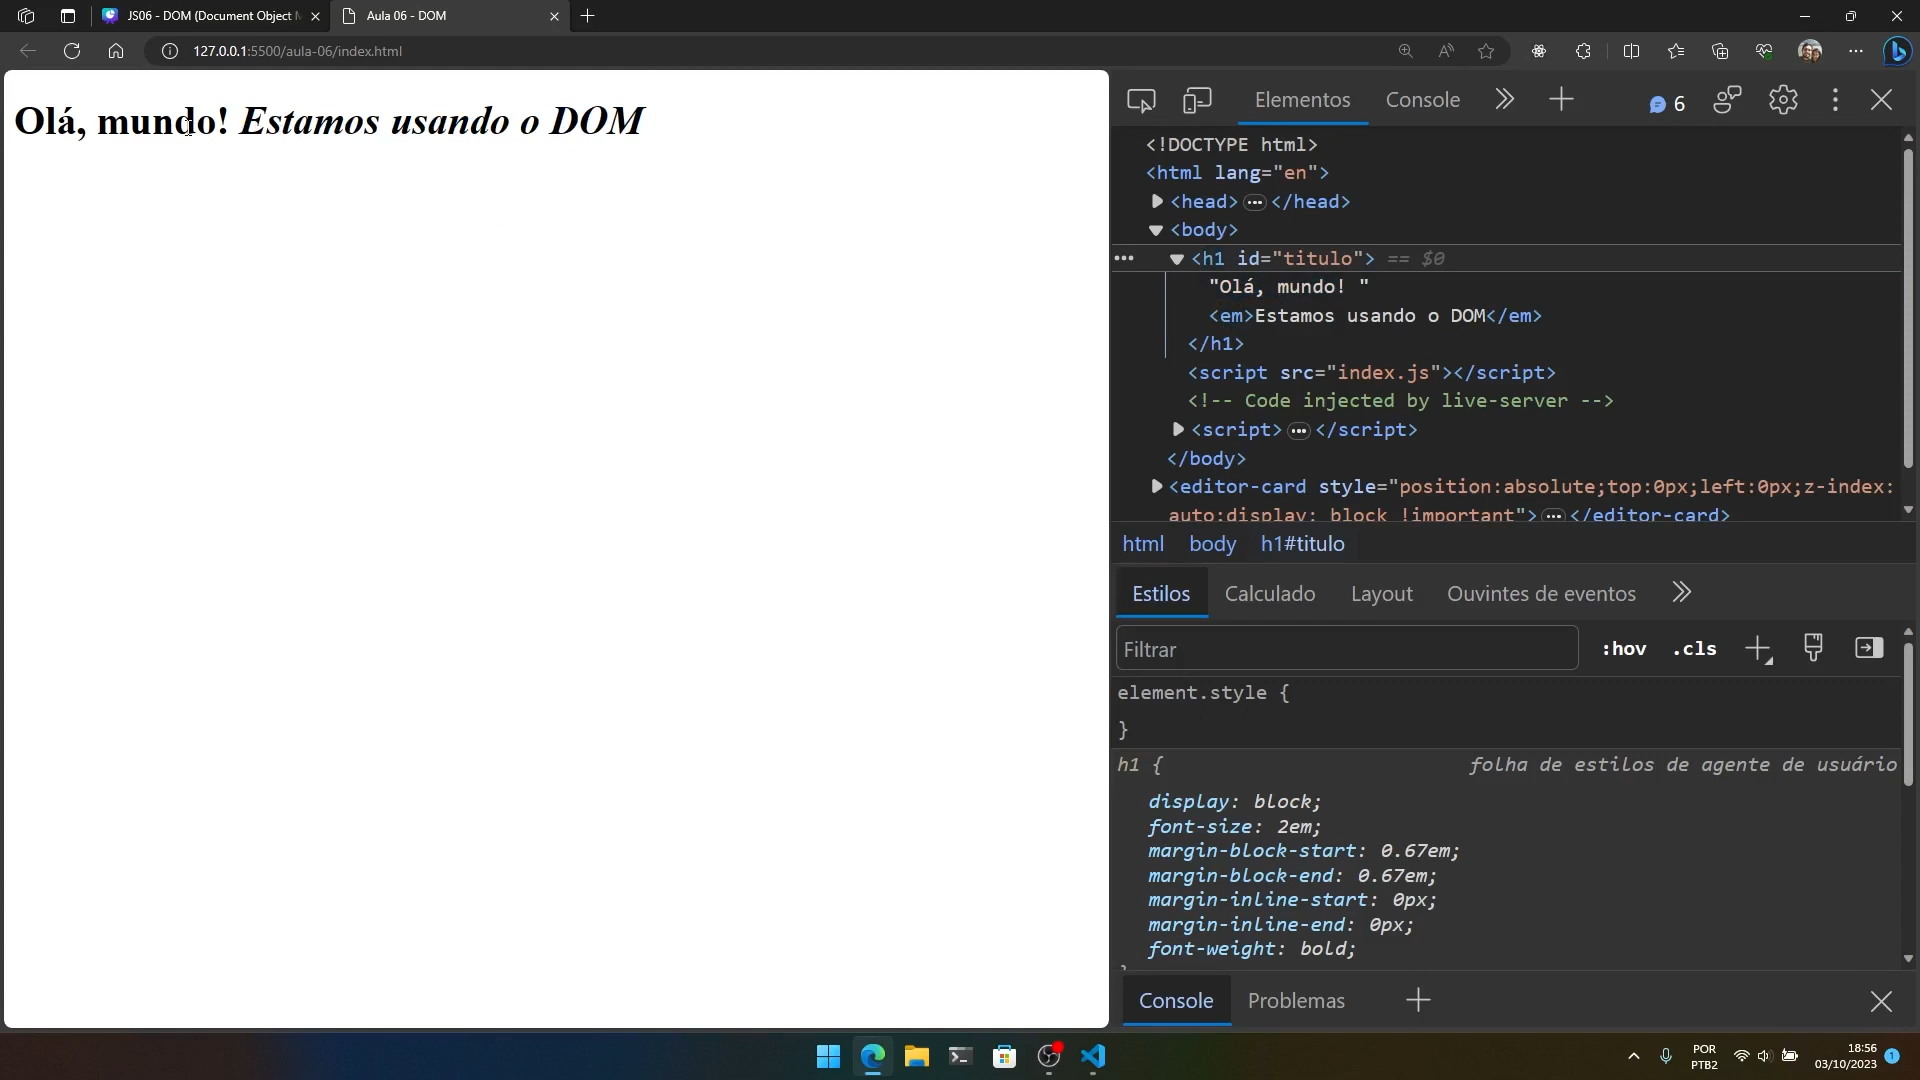 JS06 - DOM (Document Object M
Aula 06 - DOM
127.0.0.1:5500/aula-06/index.html
Olá, mundo! Estamos usando o DOM
Elementos
Console
6
<!DOCTYPE html>
<html lang="en">
<head> ... </head>
<body>
... <h1 id="titulo"> == $0
"Olá, mundo! "
<em>Estamos usando o DOM</em>
</h1>
<script src="index.js"></script>
<!-- Code injected by live-server -->
<script> ... </script>
</body>
<editor-card style="position:absolute;top:0px;left:0px;z-index:
auto;display: block !important"> ... </editor-card>
html body h1#titulo
Estilos Calculado Layout Ouvintes de eventos
Filtrar
:hov .cls
element.style {
}
h1 { folha de estilos de agente de usuário
display: block;
font-size: 2em;
margin-block-start: 0.67em;
margin-block-end: 0.67em;
margin-inline-start: 0px;
margin-inline-end: 0px;
font-weight: bold;
}
Console Problemas
POR
PTB2
18:56
03/10/2023
1